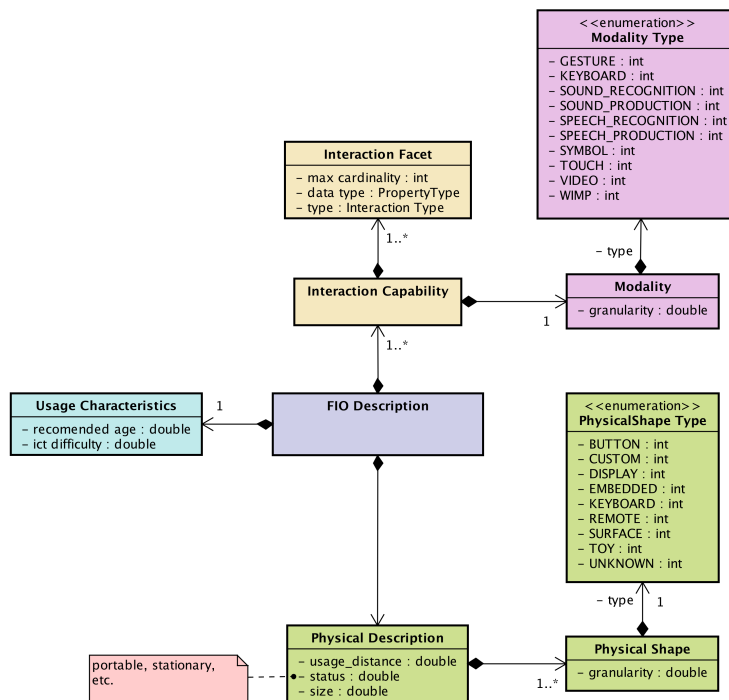 <<enumeration>>
Modality Type
- GESTURE : int
- KEYBOARD : int
- SOUND_RECOGNITION : int
- SOUND_PRODUCTION : int
- SPEECH_RECOGNITION : int
- SPEECH_PRODUCTION : int
- SYMBOL : int
- TOUCH : int
- VIDEO : int
- WIMP : int
Interaction Facet
- max cardinality : int
- data type : PropertyType
- type : Interaction Type
1..*
- type
Interaction Capability
1
Modality
- granularity : double
1..*
Usage Characteristics
- recomended age : double
- ict difficulty : double
1
FIO Description
<<enumeration>>
PhysicalShape Type
- BUTTON : int
- CUSTOM : int
- DISPLAY : int
- EMBEDDED : int
- KEYBOARD : int
- REMOTE : int
- SURFACE : int
- TOY : int
- UNKNOWN : int
- type 1
Physical Description
- usage_distance : double
- status : double
- size : double
portable, stationary,
etc.
1..*
Physical Shape
- granularity : double